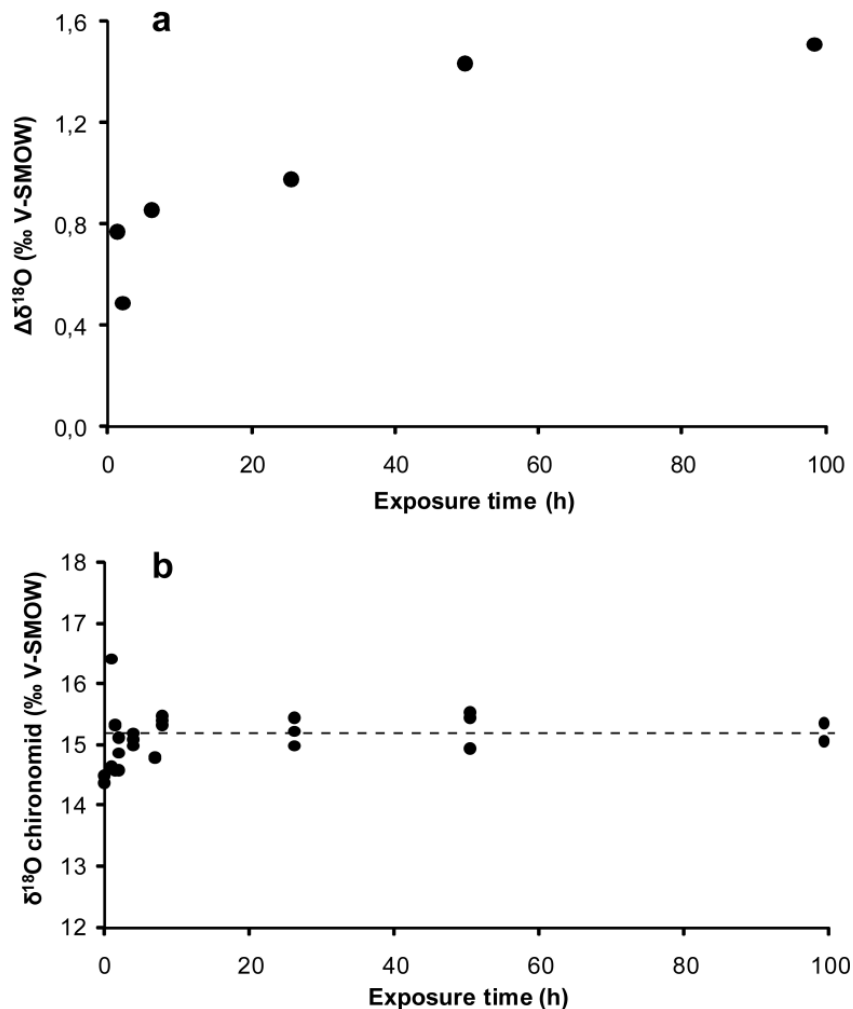 a
1,6
1,2
0,8
0,4
0,0
Δδ¹⁸O (‰ V-SMOW)
0 20 40 60 80 100
Exposure time (h)
b
18
17
16
15
14
13
12
δ¹⁸O chironomid (‰ V-SMOW)
0 20 40 60 80 100
Exposure time (h)